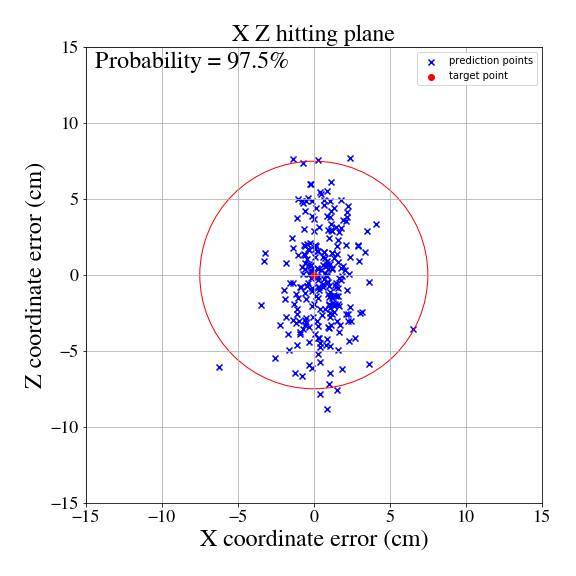 X Z hitting plane
Probability = 97.5%
prediction points
target point
15
10
5
0
−5
−10
−15
Z coordinate error (cm)
−15 −10 −5 0 5 10 15
X coordinate error (cm)